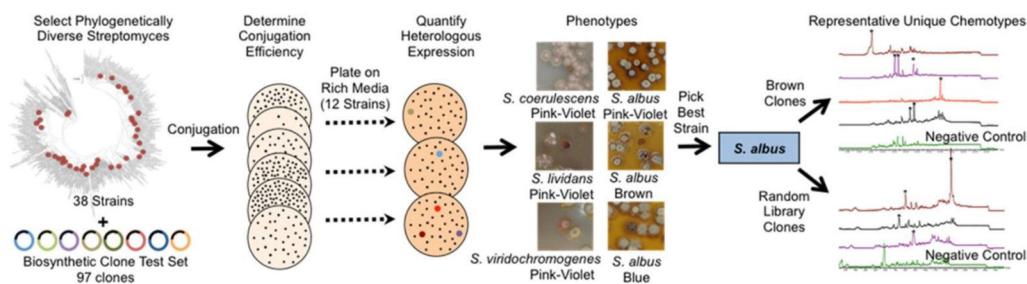 Select Phylogenetically
Diverse Streptomyces
38 Strains
+
Biosynthetic Clone Test Set
97 clones
Conjugation
Determine
Conjugation
Efficiency
Plate on
Rich Media
(12 Strains)
Quantify
Heterologous
Expression
Phenotypes
S. coerulescens
Pink-Violet
S. albus
Pink-Violet
S. lividans
Pink-Violet
S. albus
Brown
S. viridochromogenes
Pink-Violet
S. albus
Blue
Pick
Best
Strain
S. albus
Representative Unique Chemotypes
Brown
Clones
Negative Control
Random
Library
Clones
Negative Control